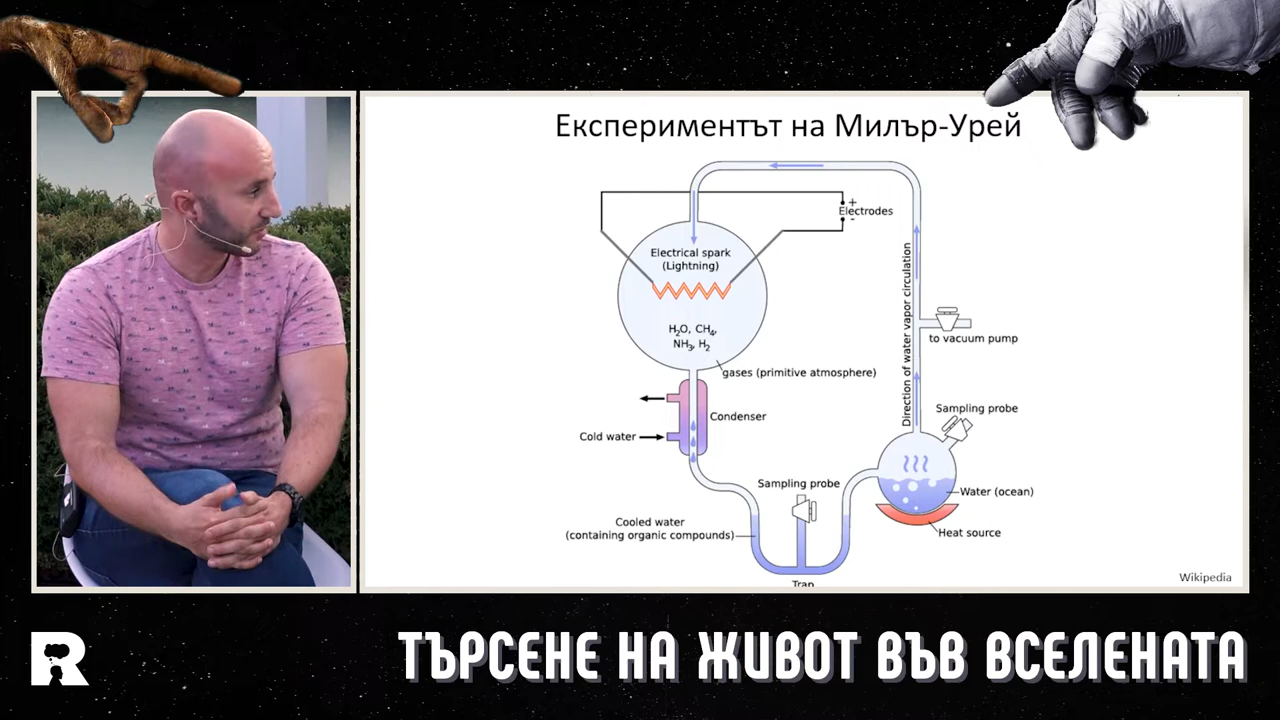 Експериментът на Милър-Урей
+
Electrodes
-
Electrical spark
(Lightning)
H₂O, CH₄,
NH₃, H₂
gases (primitive atmosphere)
Direction of water vapor circulation
to vacuum pump
Condenser
Cold water
Sampling probe
Sampling probe
Water (ocean)
Cooled water
(containing organic compounds)
Heat source
Trap
Wikipedia
R
ТЪРСЕНЕ НА ЖИВОТ ВЪВ ВСЕЛЕНАТА